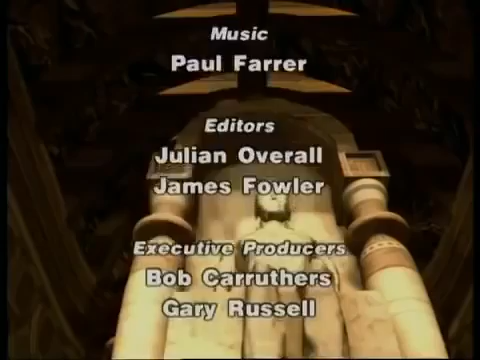 Music
Paul Farrer
Editors
Julian Overall
James Fowler
Executive Producers
Bob Carruthers
Gary Russell